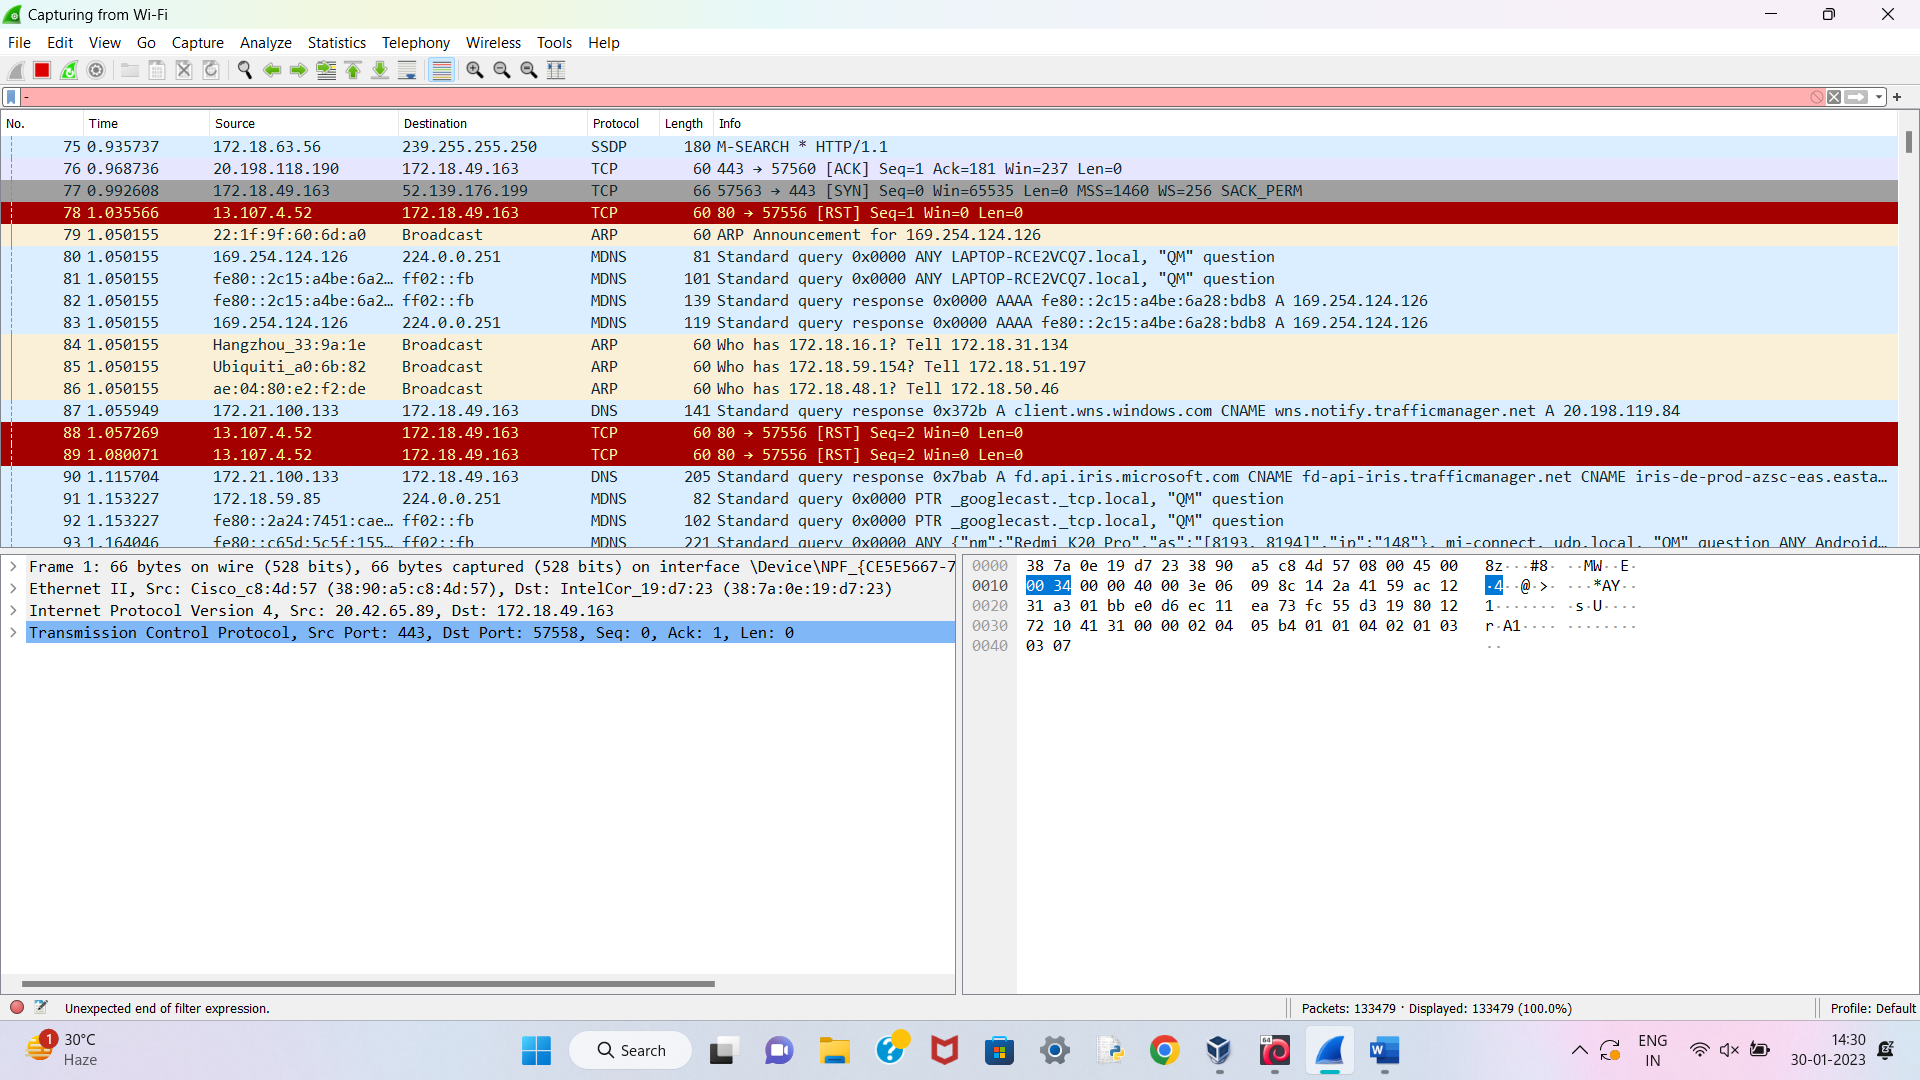 Capturing from Wi-Fi
File Edit View Go Capture Analyze Statistics Telephony Wireless Tools Help
-
No. Time Source Destination Protocol Length Info
75 0.935737 172.18.63.56 239.255.255.250 SSDP 180 M-SEARCH * HTTP/1.1
76 0.968736 20.198.118.190 172.18.49.163 TCP 60 443 → 57560 [ACK] Seq=1 Ack=181 Win=237 Len=0
77 0.992608 172.18.49.163 52.139.176.199 TCP 66 57563 → 443 [SYN] Seq=0 Win=65535 Len=0 MSS=1460 WS=256 SACK_PERM
78 1.035566 13.107.4.52 172.18.49.163 TCP 60 80 → 57556 [RST] Seq=1 Win=0 Len=0
79 1.050155 22:1f:9f:60:6d:a0 Broadcast ARP 60 ARP Announcement for 169.254.124.126
80 1.050155 169.254.124.126 224.0.0.251 MDNS 81 Standard query 0x0000 ANY LAPTOP-RCE2VCQ7.local, "QM" question
81 1.050155 fe80::2c15:a4be:6a2… ff02::fb MDNS 101 Standard query 0x0000 ANY LAPTOP-RCE2VCQ7.local, "QM" question
82 1.050155 fe80::2c15:a4be:6a2… ff02::fb MDNS 139 Standard query response 0x0000 AAAA fe80::2c15:a4be:6a28:bdb8 A 169.254.124.126
83 1.050155 169.254.124.126 224.0.0.251 MDNS 119 Standard query response 0x0000 AAAA fe80::2c15:a4be:6a28:bdb8 A 169.254.124.126
84 1.050155 Hangzhou_33:9a:1e Broadcast ARP 60 Who has 172.18.16.1? Tell 172.18.31.134
85 1.050155 Ubiquiti_a0:6b:82 Broadcast ARP 60 Who has 172.18.59.154? Tell 172.18.51.197
86 1.050155 ae:04:80:e2:f2:de Broadcast ARP 60 Who has 172.18.48.1? Tell 172.18.50.46
87 1.055949 172.21.100.133 172.18.49.163 DNS 141 Standard query response 0x372b A client.wns.windows.com CNAME wns.notify.trafficmanager.net A 20.198.119.84
88 1.057269 13.107.4.52 172.18.49.163 TCP 60 80 → 57556 [RST] Seq=2 Win=0 Len=0
89 1.080071 13.107.4.52 172.18.49.163 TCP 60 80 → 57556 [RST] Seq=2 Win=0 Len=0
90 1.115704 172.21.100.133 172.18.49.163 DNS 205 Standard query response 0x7bab A fd.api.iris.microsoft.com CNAME fd-api-iris.trafficmanager.net CNAME iris-de-prod-azsc-eas.easta…
91 1.153227 172.18.59.85 224.0.0.251 MDNS 82 Standard query 0x0000 PTR _googlecast._tcp.local, "QM" question
92 1.153227 fe80::2a24:7451:cae… ff02::fb MDNS 102 Standard query 0x0000 PTR _googlecast._tcp.local, "QM" question
93 1.164046 fe80::c65d:5c5f:155… ff02::fb MDNS 221 Standard query 0x0000 ANY {"nm":"Redmi K20 Pro","as":"[8193, 8194]","ip":"148"}, mi-connect. udp.local, "QM" question ANY Android…
Frame 1: 66 bytes on wire (528 bits), 66 bytes captured (528 bits) on interface \Device\NPF_{CE5E5667-7
Ethernet II, Src: Cisco_c8:4d:57 (38:90:a5:c8:4d:57), Dst: IntelCor_19:d7:23 (38:7a:0e:19:d7:23)
Internet Protocol Version 4, Src: 20.42.65.89, Dst: 172.18.49.163
Transmission Control Protocol, Src Port: 443, Dst Port: 57558, Seq: 0, Ack: 1, Len: 0
0000 38 7a 0e 19 d7 23 38 90 a5 c8 4d 57 08 00 45 00 8z···#8· ··MW··E·
0010 00 34 00 00 40 00 3e 06 09 8c 14 2a 41 59 ac 12 ·4··@·>· ···*AY··
0020 31 a3 01 bb e0 d6 ec 11 ea 73 fc 55 d3 19 80 12 1······· ·s·U····
0030 72 10 41 31 00 00 02 04 05 b4 01 01 04 02 01 03 r·A1···· ········
0040 03 07 ··
Unexpected end of filter expression.
Packets: 133479 · Displayed: 133479 (100.0%)
Profile: Default
1
30°C
Haze
Search
64
W
ENG
IN
14:30
30-01-2023